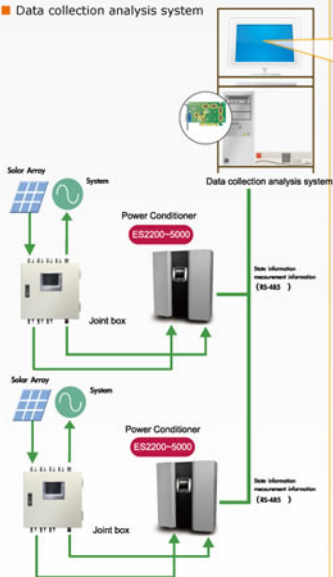 Data collection analysis system
Data collection analysis system
Solar Array
System
Power Conditioner
ES2200~5000
State information
measurement information
(RS-485 )
Joint box
Solar Array
System
Power Conditioner
ES2200~5000
State information
measurement information
(RS-485 )
Joint box